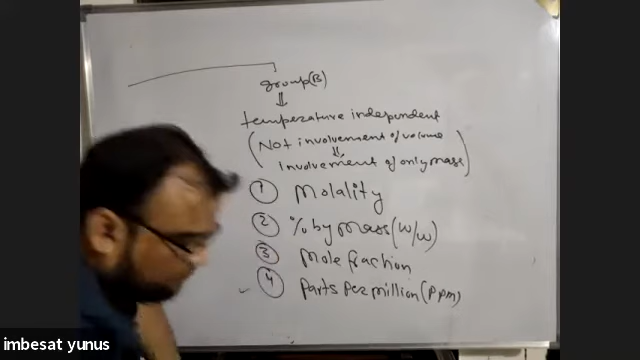 group(B)
⇓
temperature independent
(Not involvement of volume
⇓
Involvement of only mass)
① Molality
② % by mass (W/W)
③ Mole fraction
④ Parts per million (PPm)
imbesat yunus